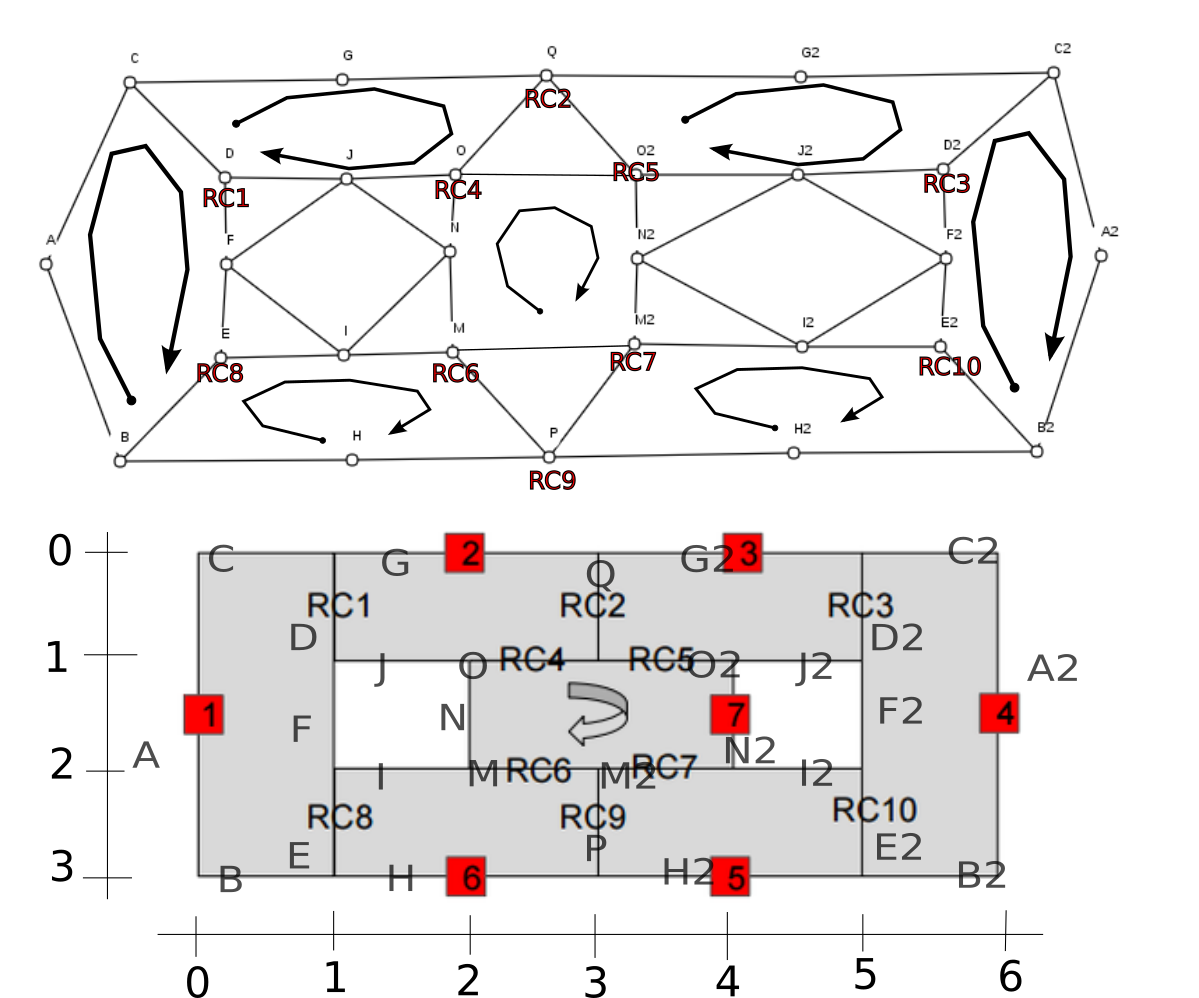 C G Q G2 C2
RC2
D J O O2 J2 D2
RC1 RC4 RC5 RC3
A F N N2 F2 A2
E I M M2 I2 E2
RC8 RC6 RC7 RC10
B H P H2 B2
RC9
0 C G 2 Q G2 3 C2
RC1 RC2 RC3
D D2
1 J O RC4 RC5 O2 J2 A2
1 F N 7 F2 4
A N2
2 I M RC6 M2 RC7 I2
RC8 RC9 RC10
E P E2
3 B H 6 H2 5 B2
0 1 2 3 4 5 6